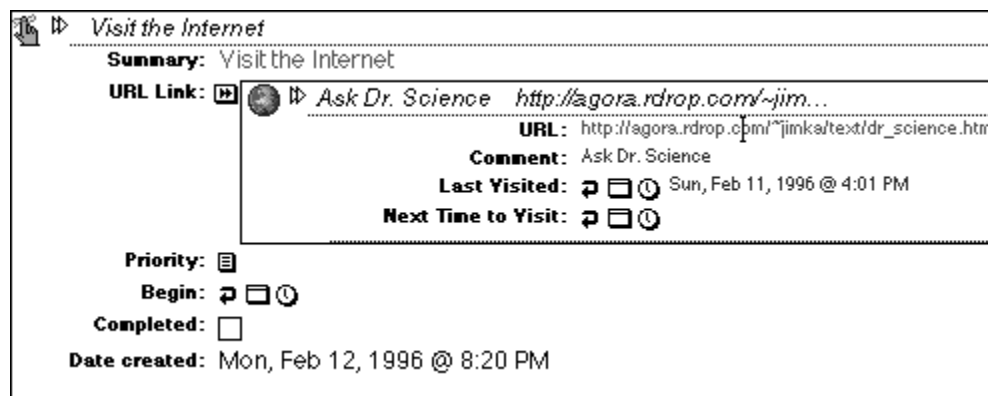 Visit the Internet
Summary: Visit the Internet
URL Link: Ask Dr. Science http://agora.rdrop.com/~jim...
URL: http://agora.rdrop.com/~jimka/text/dr_science.htm
Comment: Ask Dr. Science
Last Visited: Sun, Feb 11, 1996 @ 4:01 PM
Next Time to Visit:
Priority:
Begin:
Completed:
Date created: Mon, Feb 12, 1996 @ 8:20 PM